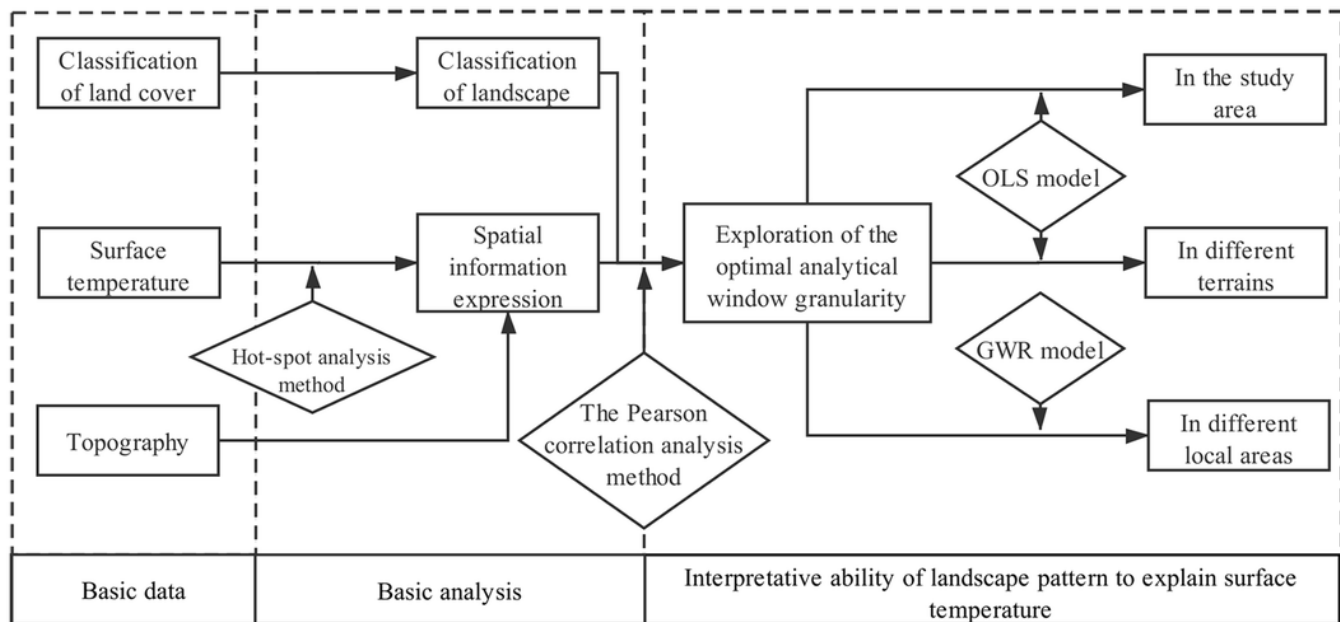 Classification
of land cover
Classification
of landscape
In the study
area
OLS model
Surface
temperature
Spatial
information
expression
Exploration of the
optimal analytical
window granularity
In different
terrains
Hot-spot analysis
method
GWR model
Topography
The Pearson
correlation analysis
method
In different
local areas
Basic data
Basic analysis
Interpretative ability of landscape pattern to explain surface
temperature